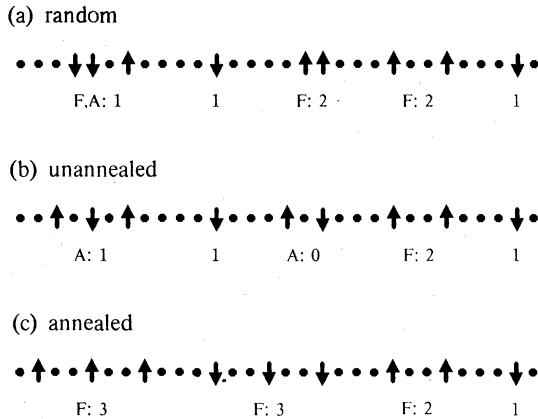 (a) random
F,A: 1 1 F: 2 F: 2 1
(b) unannealed
A: 1 1 A: 0 F: 2 1
(c) annealed
F: 3 F: 3 F: 2 1